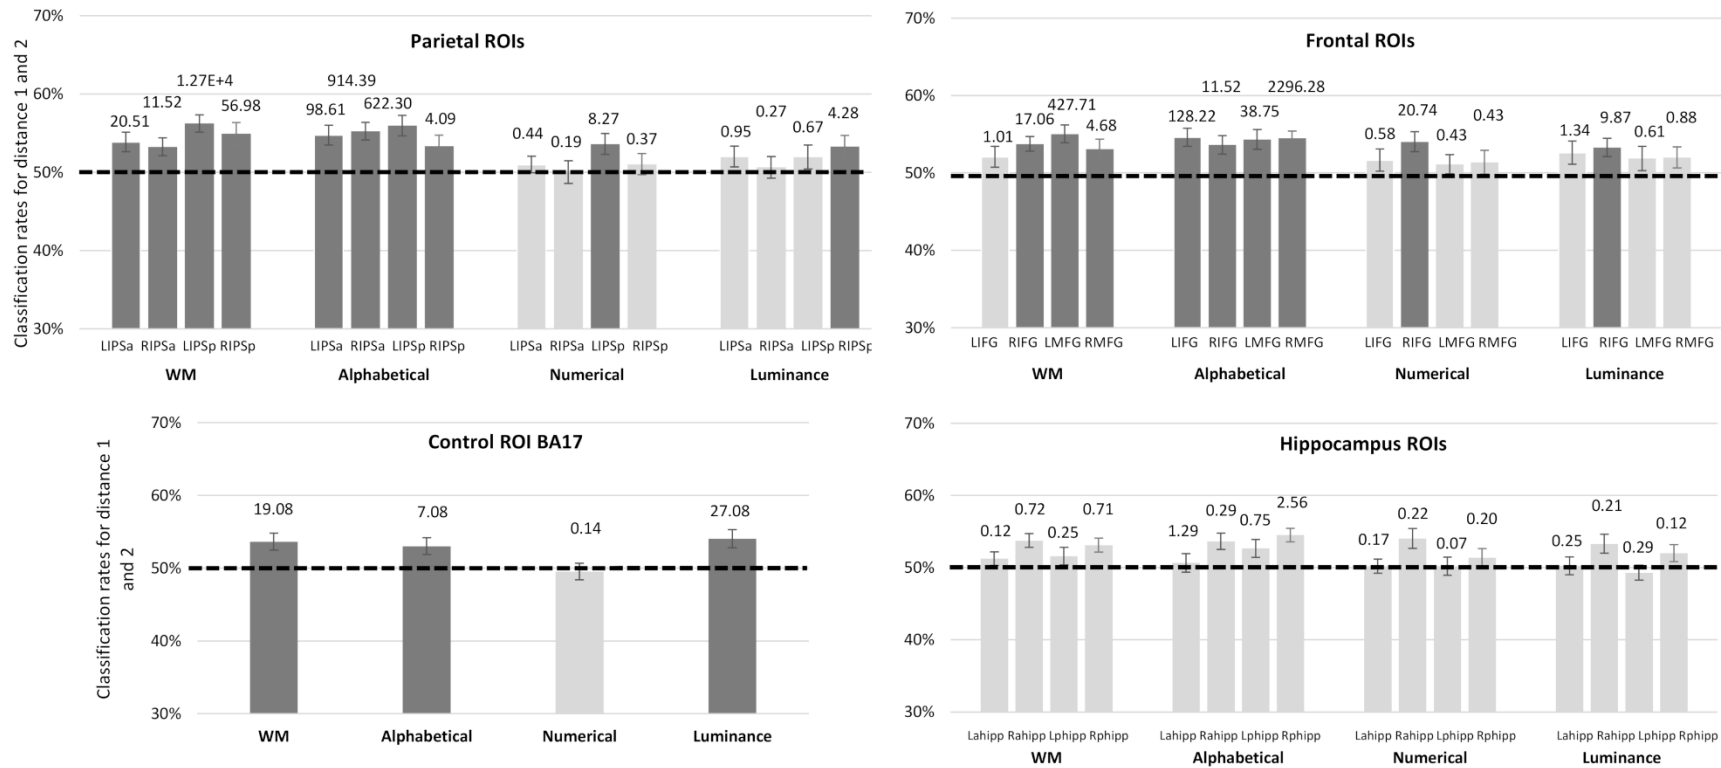 Parietal ROIs
Classification rates for distance 1 and 2
70%
60%
50%
40%
30%
20.51 11.52 1.27E+4 56.98
98.61 914.39 622.30 4.09
0.44 0.19 8.27 0.37
0.95 0.27 0.67 4.28
LIPSa RIPSa LIPSp RIPSp
LIPSa RIPSa LIPSp RIPSp
LIPSa RIPSa LIPSp RIPSp
LIPSa RIPSa LIPSp RIPSp
WM Alphabetical Numerical Luminance
Frontal ROIs
70%
60%
50%
40%
30%
1.01 17.06 427.71 4.68
128.22 11.52 38.75 2296.28
0.58 20.74 0.43 0.43
1.34 9.87 0.61 0.88
LIFG RIFG LMFG RMFG
LIFG RIFG LMFG RMFG
LIFG RIFG LMFG RMFG
LIFG RIFG LMFG RMFG
WM Alphabetical Numerical Luminance
Control ROI BA17
Classification rates for distance 1
and 2
70%
60%
50%
40%
30%
19.08 7.08 0.14 27.08
WM Alphabetical Numerical Luminance
Hippocampus ROIs
70%
60%
50%
40%
30%
0.12 0.72 0.25 0.71
1.29 0.29 0.75 2.56
0.17 0.22 0.07 0.20
0.25 0.21 0.29 0.12
Lahipp Rahipp Lphipp Rphipp
Lahipp Rahipp Lphipp Rphipp
Lahipp Rahipp Lphipp Rphipp
Lahipp Rahipp Lphipp Rphipp
WM Alphabetical Numerical Luminance